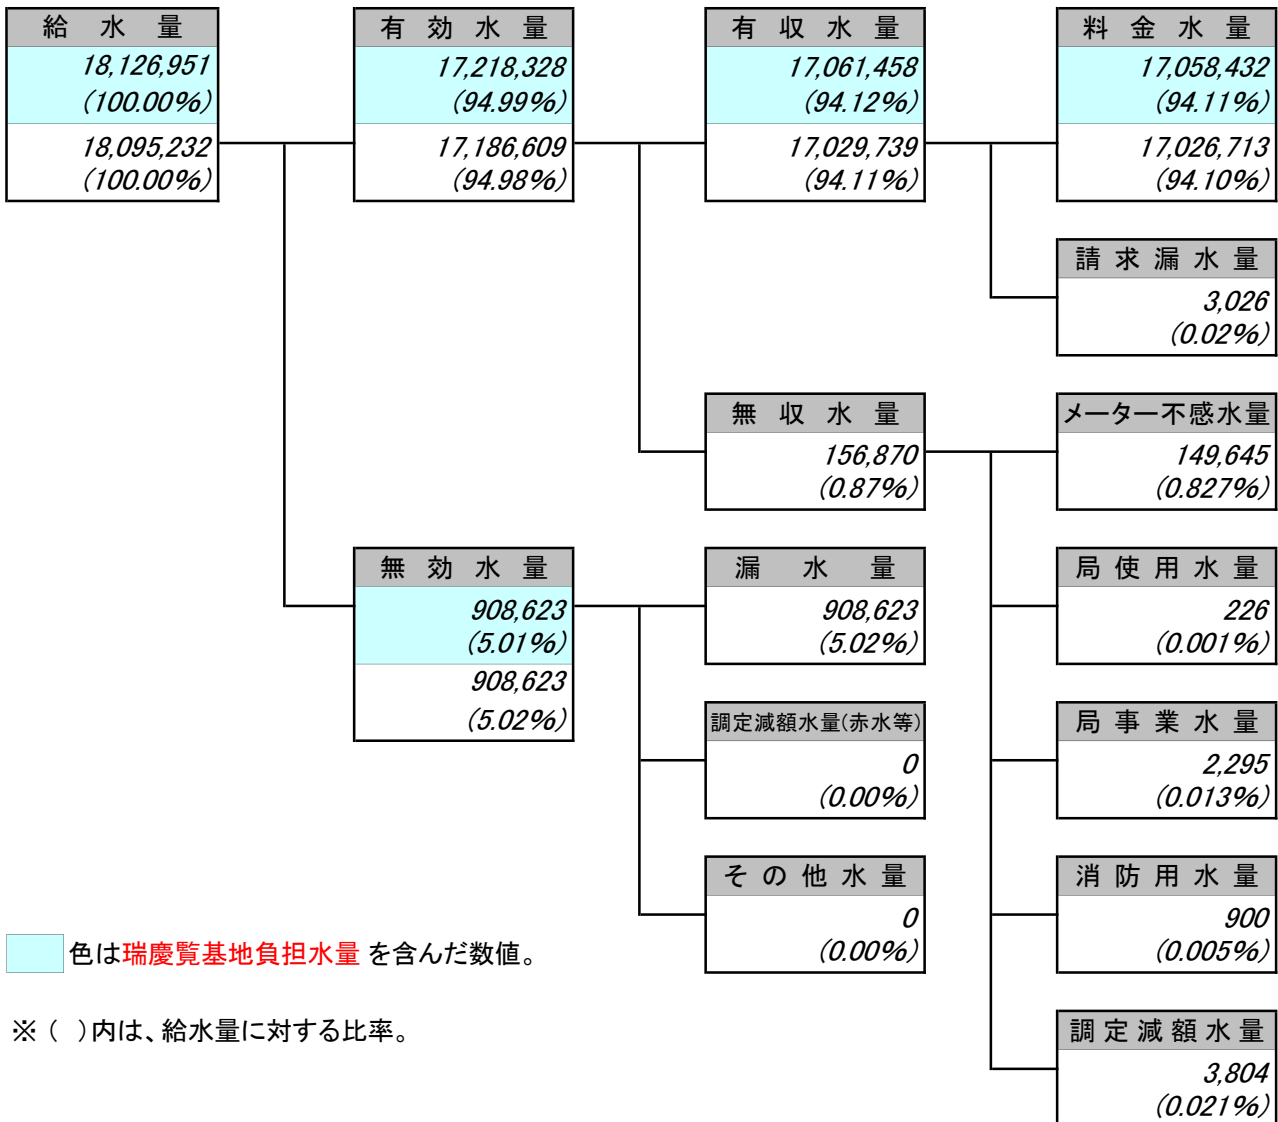 給水量
18,126,951
(100.00%)
18,095,232
(100.00%)
有効水量
17,218,328
(94.99%)
17,186,609
(94.98%)
有収水量
17,061,458
(94.12%)
17,029,739
(94.11%)
料金水量
17,058,432
(94.11%)
17,026,713
(94.10%)
請求漏水量
3,026
(0.02%)
無収水量
156,870
(0.87%)
メーター不感水量
149,645
(0.827%)
無効水量
908,623
(5.01%)
908,623
(5.02%)
漏水量
908,623
(5.02%)
局使用水量
226
(0.001%)
調定減額水量(赤水等)
0
(0.00%)
局事業水量
2,295
(0.013%)
その他水量
0
(0.00%)
消防用水量
900
(0.005%)
調定減額水量
3,804
(0.021%)
色は瑞慶覧基地負担水量 を含んだ数値。
※( )内は、給水量に対する比率。